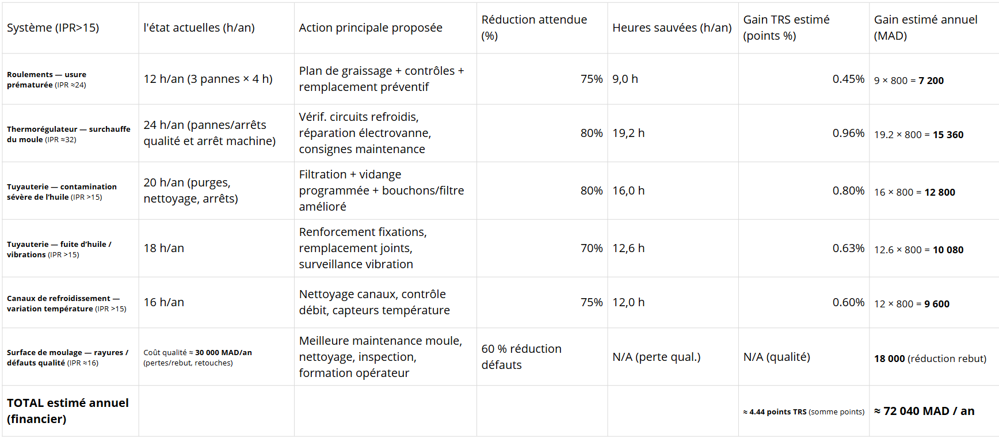 Système (IPR>15)
l'état actuelles (h/an)
Action principale proposée
Réduction attendue
(%)
Heures sauvées (h/an)
Gain TRS estimé
(points %)
Gain estimé annuel
(MAD)
Roulements — usure
prématurée (IPR ≈24)
12 h/an (3 pannes × 4 h)
Plan de graissage + contrôles +
remplacement préventif
75%
9,0 h
0.45%
9 × 800 = 7 200
Thermorégulateur — surchauffe
du moule (IPR ≈32)
24 h/an (pannes/arrêts
qualité et arrêt machine)
Vérif. circuits refroidis,
réparation électrovanne,
consignes maintenance
80%
19,2 h
0.96%
19.2 × 800 = 15 360
Tuyauterie — contamination
sévère de l’huile (IPR >15)
20 h/an (purges,
nettoyage, arrêts)
Filtration + vidange
programmée + bouchons/filtre
amélioré
80%
16,0 h
0.80%
16 × 800 = 12 800
Tuyauterie — fuite d’huile /
vibrations (IPR >15)
18 h/an
Renforcement fixations,
remplacement joints,
surveillance vibration
70%
12,6 h
0.63%
12.6 × 800 = 10 080
Canaux de refroidissement —
variation température (IPR >15)
16 h/an
Nettoyage canaux, contrôle
débit, capteurs température
75%
12,0 h
0.60%
12 × 800 = 9 600
Surface de moulage — rayures /
défauts qualité (IPR ≈16)
Coût qualité ≈ 30 000 MAD/an
(pertes/rebut, retouches)
Meilleure maintenance moule,
nettoyage, inspection,
formation opérateur
60 % réduction
défauts
N/A (perte qual.)
N/A (qualité)
18 000 (réduction rebut)
TOTAL estimé annuel
(financier)
≈ 4.44 points TRS (somme points)
≈ 72 040 MAD / an